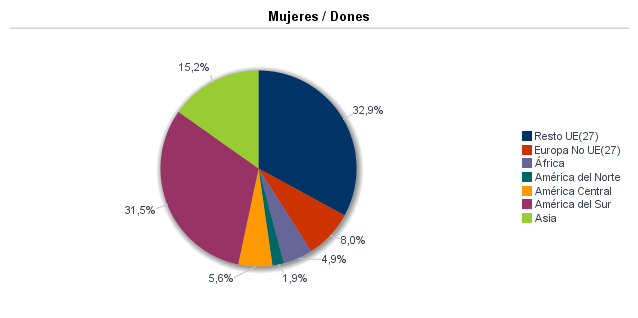 Mujeres / Dones
15,2%
32,9%
31,5%
8,0%
4,9%
5,6%
1,9%
Resto UE(27)
Europa No UE(27)
África
América del Norte
América Central
América del Sur
Asia